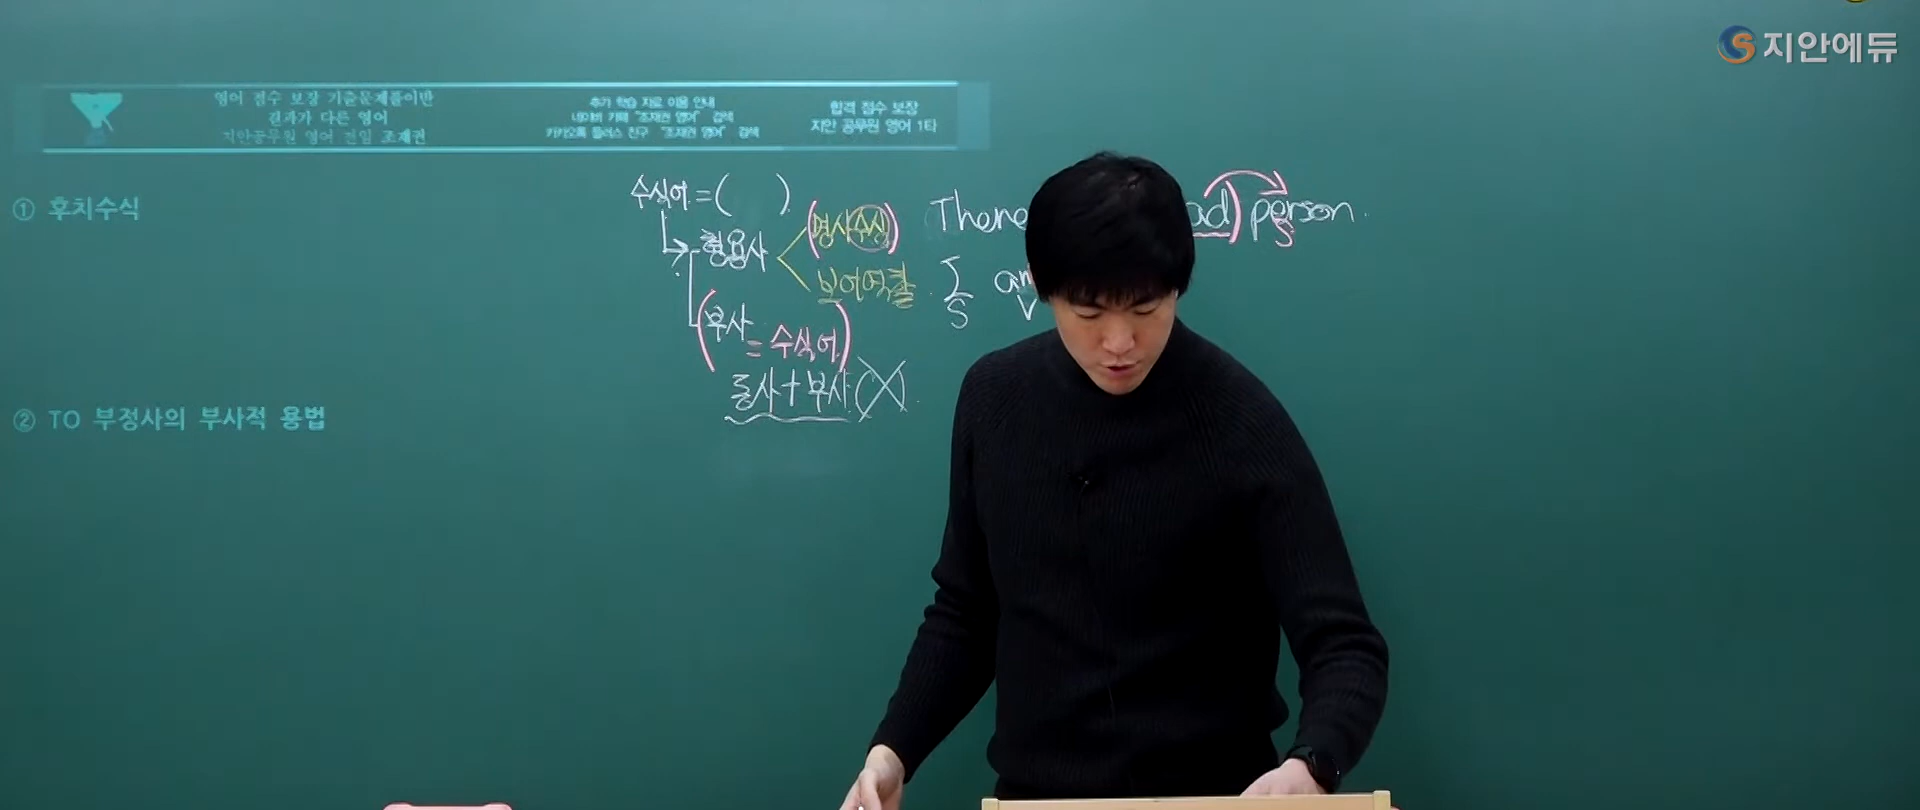 지안에듀
영어 점수 보장 기출문제풀이반
결과가 다른 영어
지안공무원 영어 전임 조재권
추가 학습 자료 이용 안내
네이버 카페 "조재권 영어" 검색
카카오톡 플러스 친구 "조재권 영어" 검색
합격 점수 보장
지안 공무원 영어 1타
① 후치수식
② TO 부정사의 부사적 용법
수식어 = ( )
형용사
(명사수식)
보어역할
(부사
= 수식어)
동사+부사 (X)
There ad) person.
S
I am
S V